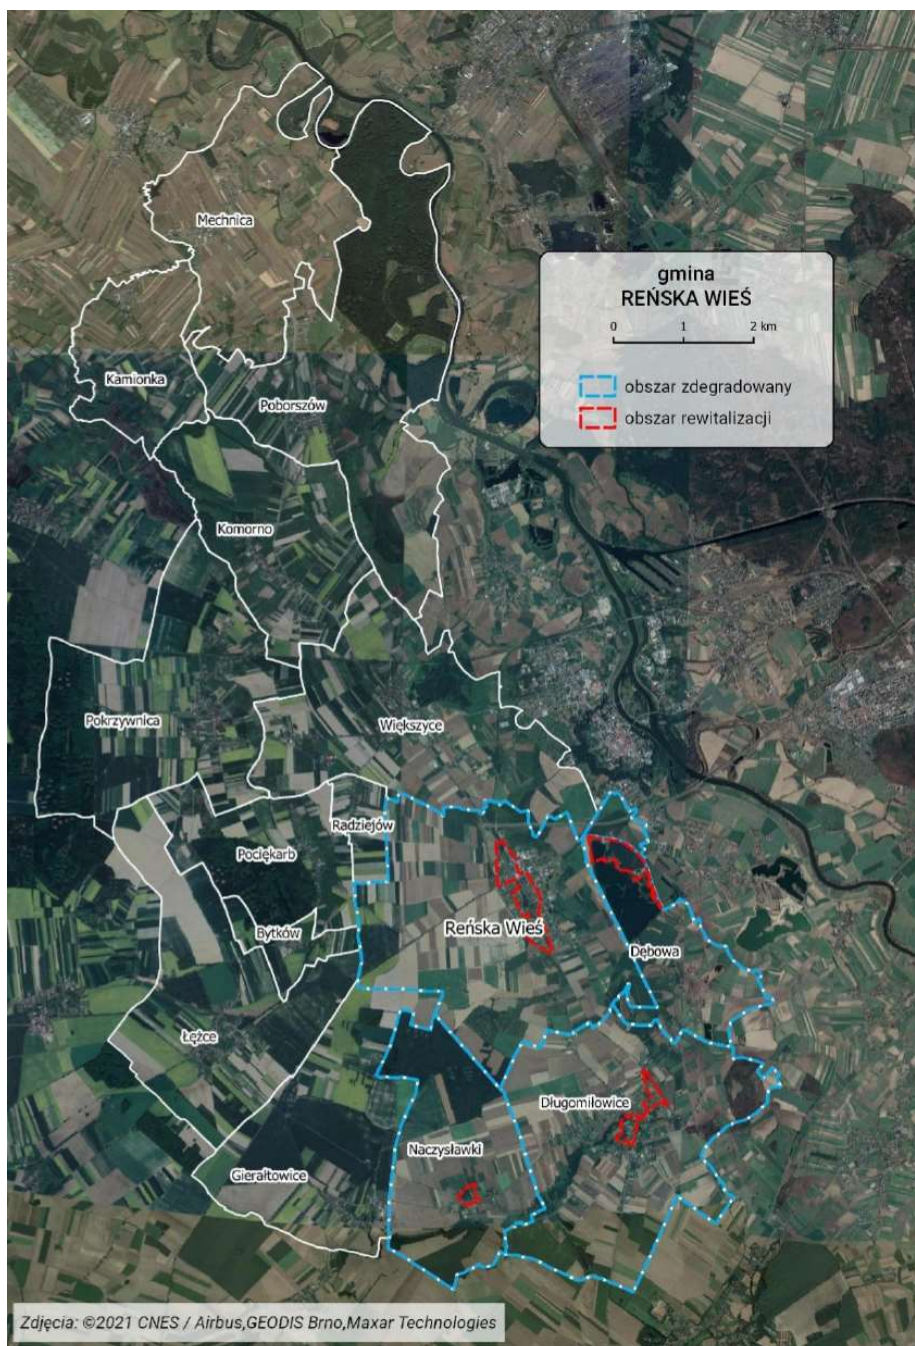 Mechnica
gmina
REŃSKA WIEŚ
0 1 2 km
Kamionka
obszar zdegradowany
Poborszów
obszar rewitalizacji
Komorno
Pokrzywnica
Większyce
Radziejów
Pociękarb
Bytków
Reńska Wieś
Dębowa
Łężce
Długomiłowice
Naczysławki
Gierałtowice
Zdjęcia: ©2021 CNES / Airbus,GEODIS Brno,Maxar Technologies